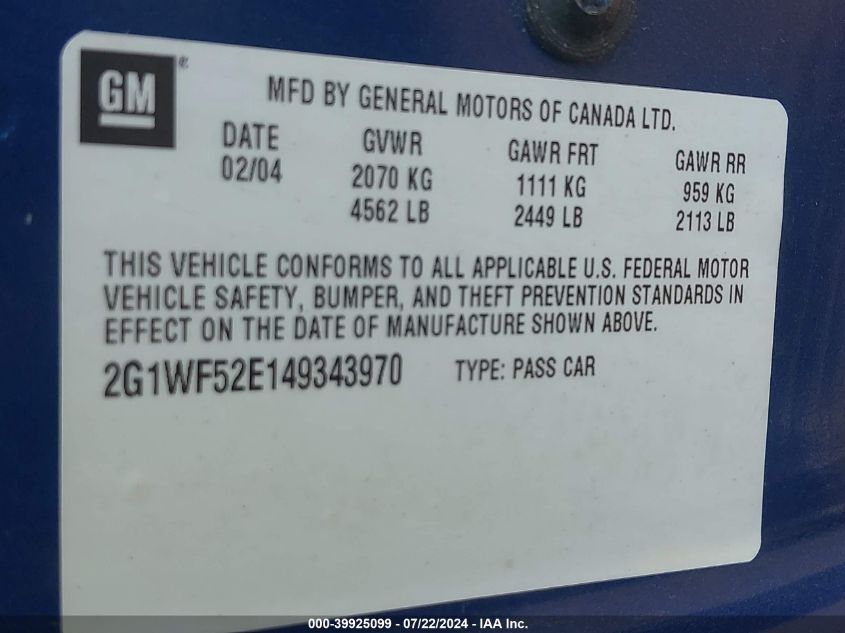 GM®
MFD BY GENERAL MOTORS OF CANADA LTD.
DATE GVWR GAWR FRT GAWR RR
02/04 2070 KG 1111 KG 959 KG
4562 LB 2449 LB 2113 LB
THIS VEHICLE CONFORMS TO ALL APPLICABLE U.S. FEDERAL MOTOR
VEHICLE SAFETY, BUMPER, AND THEFT PREVENTION STANDARDS IN
EFFECT ON THE DATE OF MANUFACTURE SHOWN ABOVE.
2G1WF52E149343970 TYPE: PASS CAR
000-39925099 - 07/22/2024 - IAA Inc.